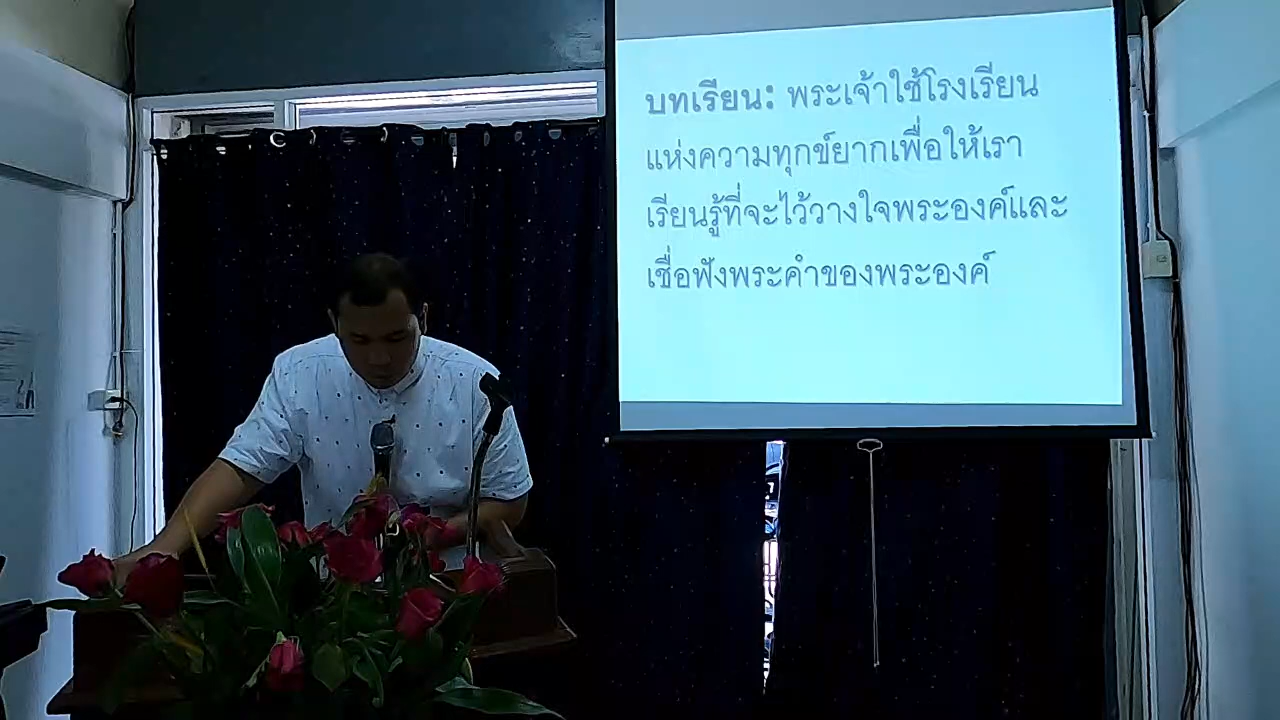 บทเรียน: พระเจ้าใช้โรงเรียน
แห่งความทุกข์ยากเพื่อให้เรา
เรียนรู้ที่จะไว้วางใจพระองค์และ
เชื่อฟังพระคำของพระองค์